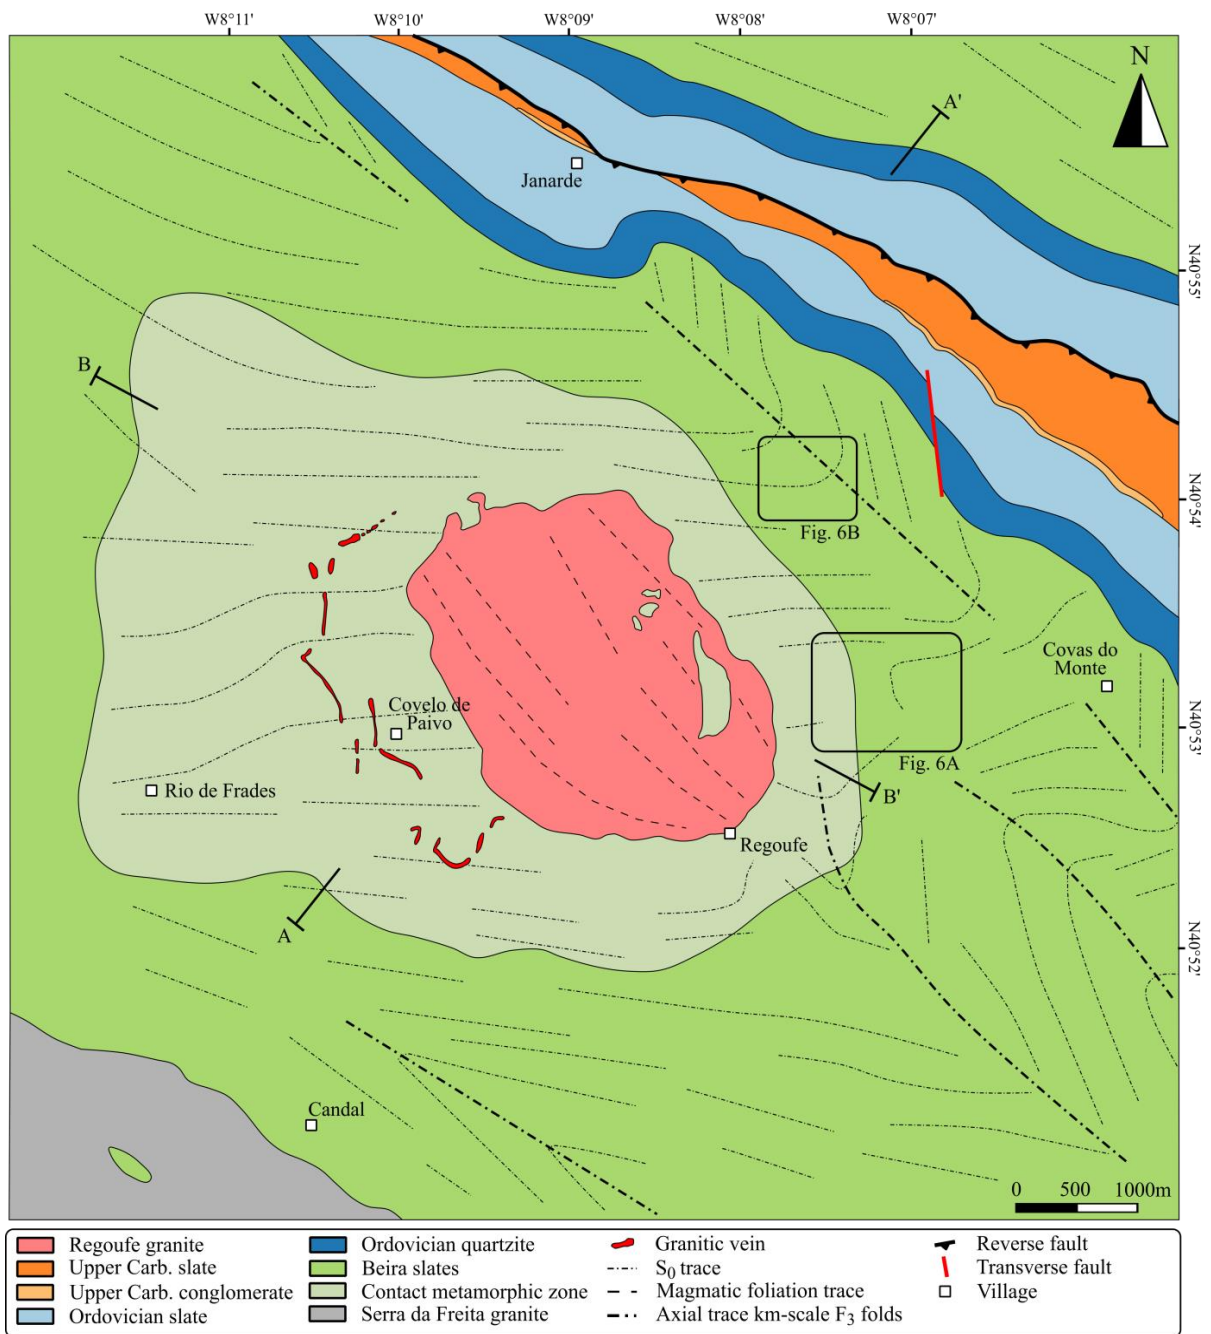 W8°11'
W8°10'
W8°09'
W8°08'
W8°07'
N
A'
Janarde
N40°55'
B
N40°54'
Fig. 6B
Covas do
Monte
Covelo de
Paivo
N40°53'
Fig. 6A
Rio de Frades
B'
Regoufe
A
N40°52'
Candal
0 500 1000m
Regoufe granite
Upper Carb. slate
Upper Carb. conglomerate
Ordovician slate
Ordovician quartzite
Beira slates
Contact metamorphic zone
Serra da Freita granite
Granitic vein
S₀ trace
Magmatic foliation trace
Axial trace km-scale F₃ folds
Reverse fault
Transverse fault
Village